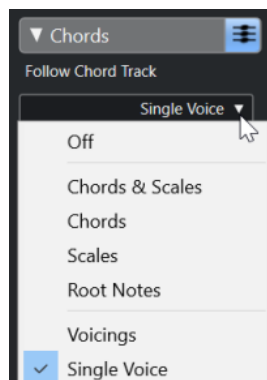 Chords
Follow Chord Track
Single Voice
Off
Chords & Scales
Chords
Scales
Root Notes
Voicings
Single Voice